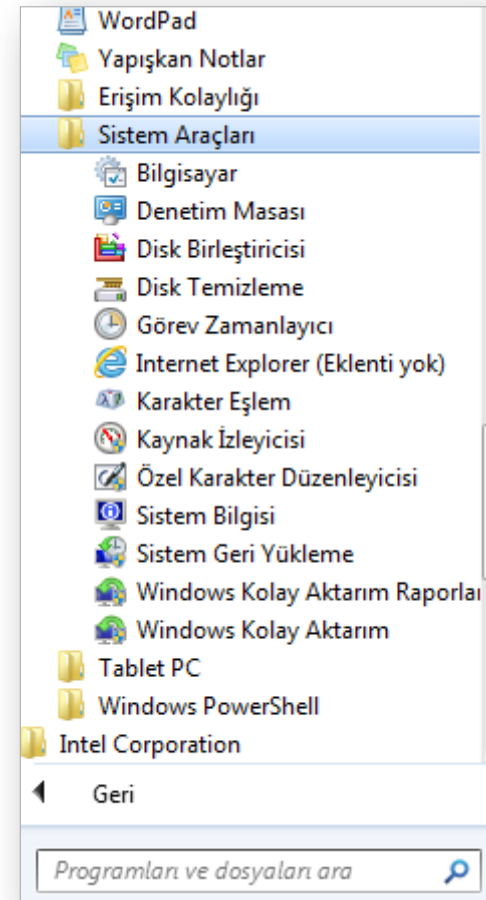 WordPad
Yapışkan Notlar
Erişim Kolaylığı
Sistem Araçları
Bilgisayar
Denetim Masası
Disk Birleştiricisi
Disk Temizleme
Görev Zamanlayıcı
Internet Explorer (Eklenti yok)
Karakter Eşlem
Kaynak İzleyicisi
Özel Karakter Düzenleyicisi
Sistem Bilgisi
Sistem Geri Yükleme
Windows Kolay Aktarım Raporlar
Windows Kolay Aktarım
Tablet PC
Windows PowerShell
Intel Corporation
Geri
Programları ve dosyaları ara